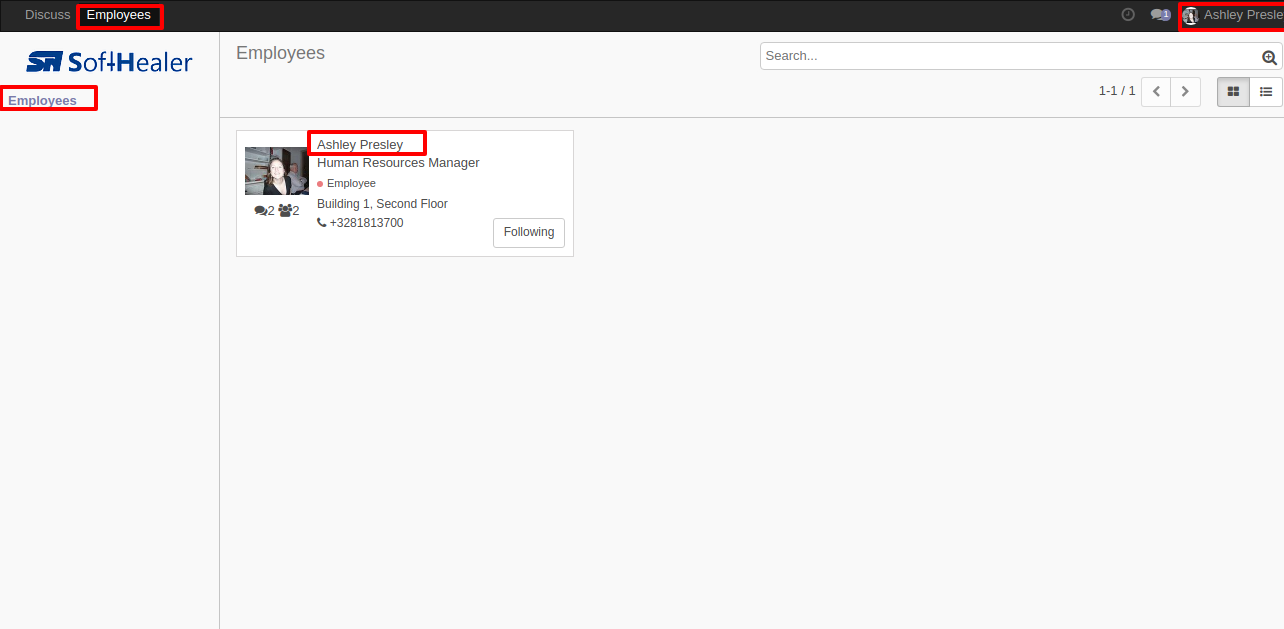 Discuss Employees 1 Ashley Presle
SoftHealer
Employees
Employees
Search...
1-1 / 1
Ashley Presley
Human Resources Manager
Employee
2 2
Building 1, Second Floor
+3281813700
Following